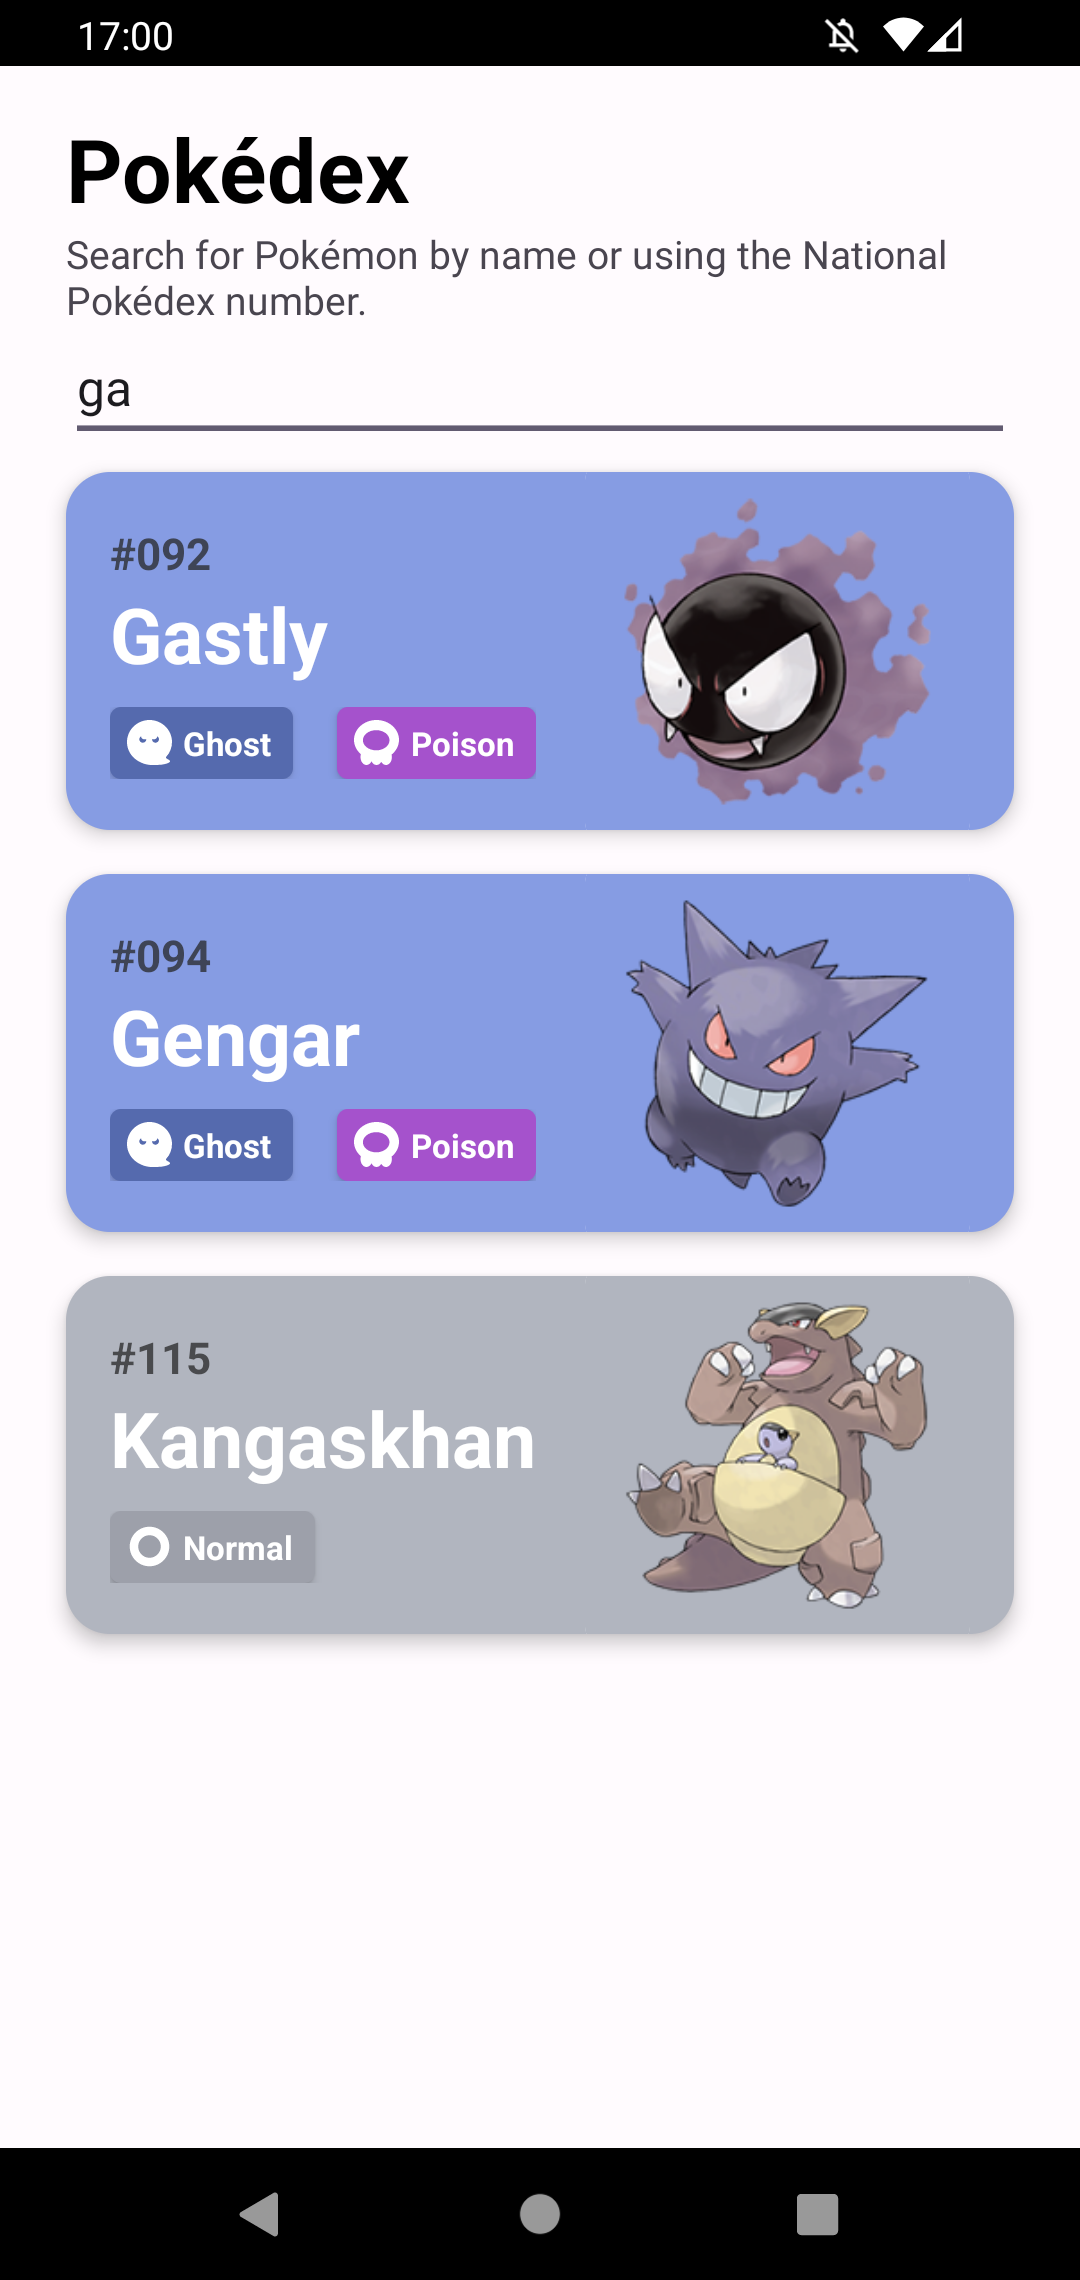 17:00
Pokédex
Search for Pokémon by name or using the National
Pokédex number.
ga
#092
Gastly
Ghost Poison
#094
Gengar
Ghost Poison
#115
Kangaskhan
Normal